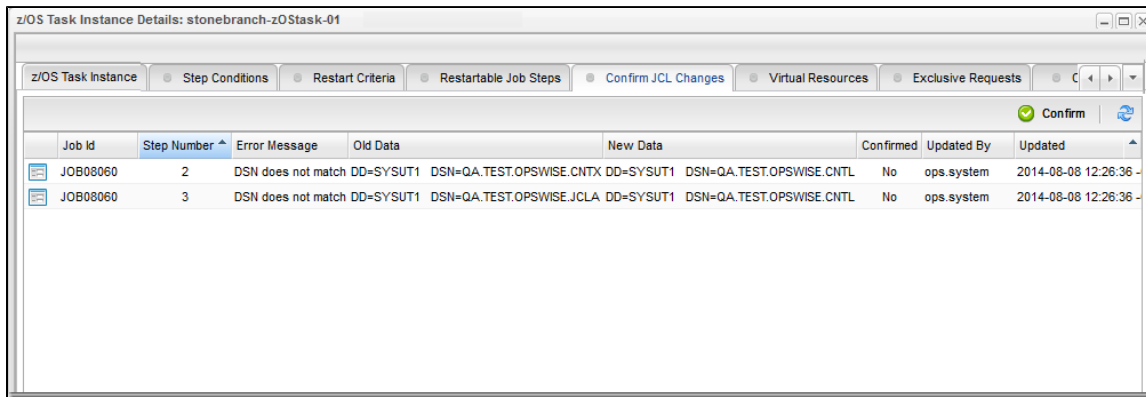 z/OS Task Instance Details: stonebranch-zOStask-01
z/OS Task Instance Step Conditions Restart Criteria Restartable Job Steps Confirm JCL Changes Virtual Resources Exclusive Requests
Confirm
Job Id Step Number Error Message Old Data New Data Confirmed Updated By Updated
JOB08060 2 DSN does not match DD=SYSUT1 DSN=QA.TEST.OPSWISE.CNTX DD=SYSUT1 DSN=QA.TEST.OPSWISE.CNTL No ops.system 2014-08-08 12:26:36 -
JOB08060 3 DSN does not match DD=SYSUT1 DSN=QA.TEST.OPSWISE.JCLA DD=SYSUT1 DSN=QA.TEST.OPSWISE.CNTL No ops.system 2014-08-08 12:26:36 -